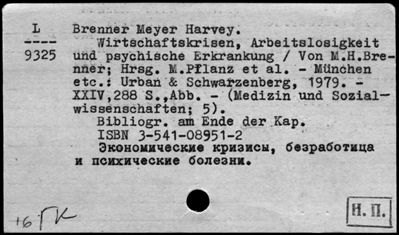 L Brenner Meyer Harvey.
---- Wirtschaftskrisen, Arbeitslosigkeit
9325 und psychische Erkrankung / Von M.H.Bre-
nner; Hrsg. M.Pflanz et al. - München
etc.: Urban & Schwarzenberg, 1979. -
XXIV,288 S.,Abb. - (Medizin und Sozial-
wissenschaften; 5).
Bibliogr. am Ende der Kap.
ISBN 3-541-08951-2
Экономические кризисы, безработица
и психические болезни.
+6 ГК
Н.П.